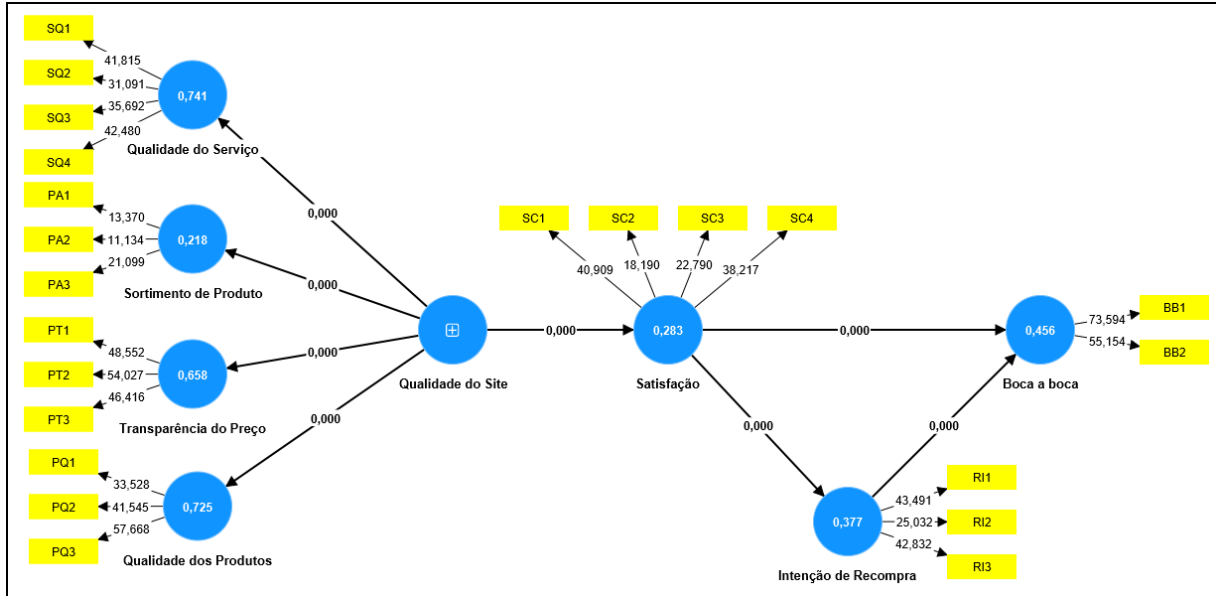 SQ1
41,815
SQ2
31,091
SQ3
35,692
42,480
SQ4
0,741
Qualidade do Serviço
0,000
PA1
13,370
PA2
11,134
21,099
PA3
0,218
Sortimento de Produto
0,000
PT1
48,552
PT2
54,027
46,416
PT3
0,658
Transparência do Preço
0,000
PQ1
33,528
PQ2
41,545
57,668
PQ3
0,725
Qualidade dos Produtos
0,000
Qualidade do Site
0,000
SC1
SC2
SC3
SC4
40,909
18,190
22,790
38,217
0,283
Satisfação
0,000
0,000
0,000
0,456
Boca a boca
73,594
BB1
55,154
BB2
0,377
Intenção de Recompra
43,491
RI1
25,032
RI2
42,832
RI3